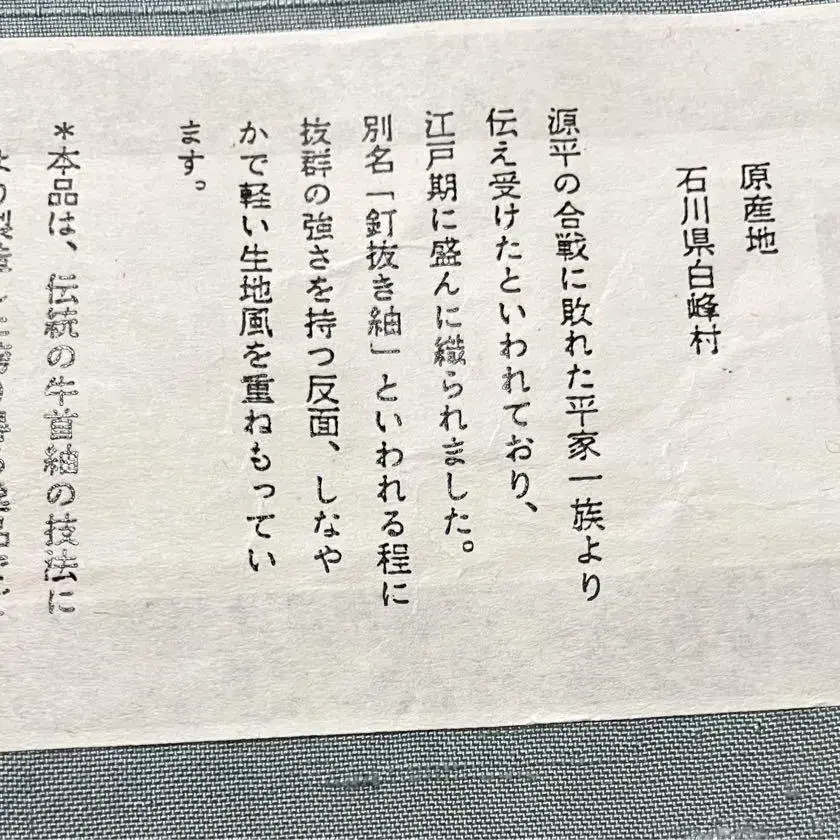 原産地
石川県白峰村
源平の合戦に敗れた平家一族より
伝え受けたといわれており、
江戸期に盛んに織られました。
別名「釘抜き紬」といわれる程に
抜群の強さを持つ反面、しなや
かで軽い生地風を重ねもってい
ます。
*本品は、伝統の牛首紬の技法に
より製